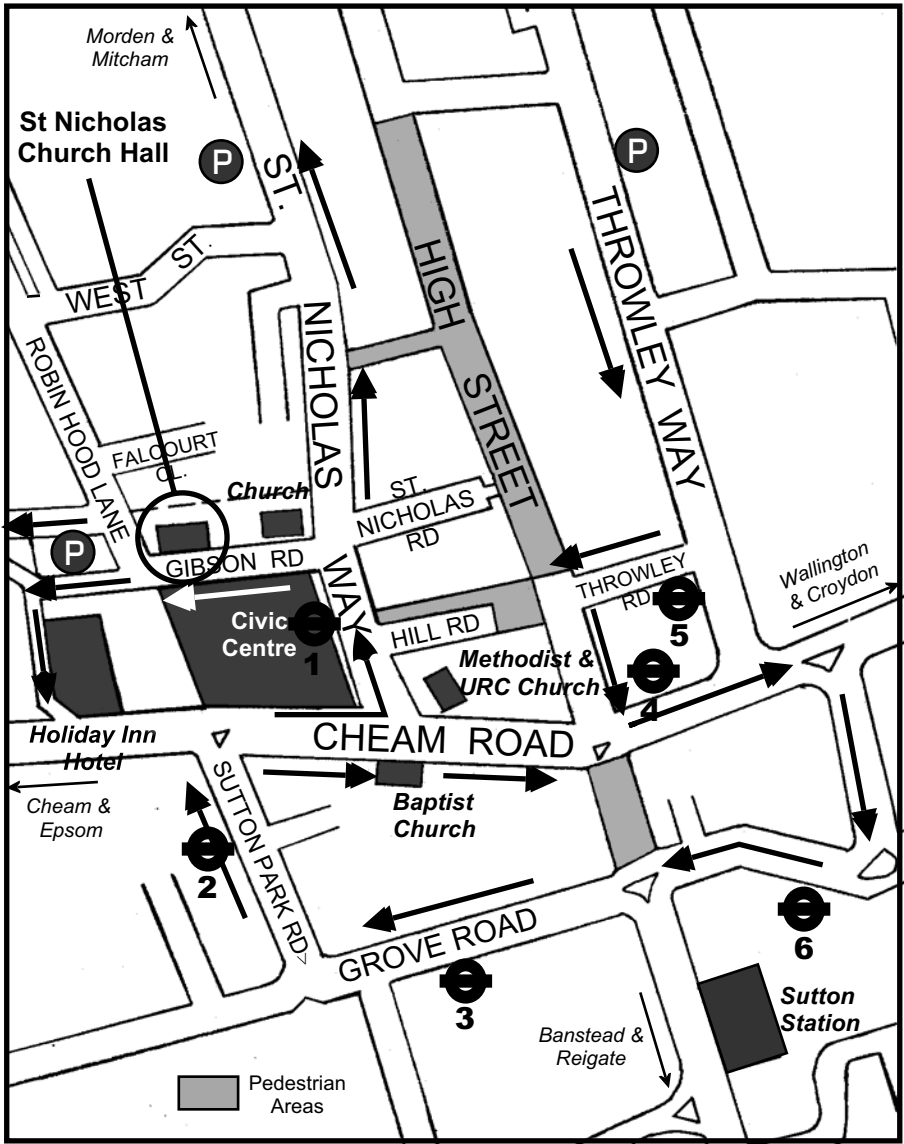 Morden &
Mitcham
St Nicholas
Church Hall
P
P
ST.
THROWLEY WAY
HIGH
STREET
WEST
ST.
NICHOLAS
WAY
ROBIN HOOD LANE
FALCOURT
CL.
Church
ST.
NICHOLAS
RD
P
GIBSON RD
THROWLEY
RD
Wallington
& Croydon
Civic
Centre
1
HILL RD
5
Methodist &
URC Church
4
Holiday Inn
Hotel
CHEAM ROAD
Cheam &
Epsom
SUTTON PARK RD
Baptist
Church
2
GROVE ROAD
3
6
Sutton
Station
Banstead &
Reigate
Pedestrian
Areas